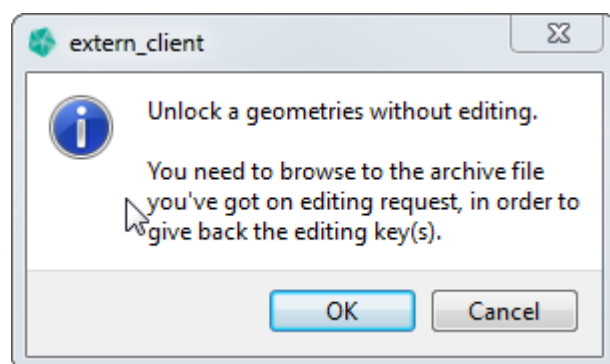 extern_client
Unlock a geometries without editing.
You need to browse to the archive file
you've got on editing request, in order to
give back the editing key(s).
OK
Cancel